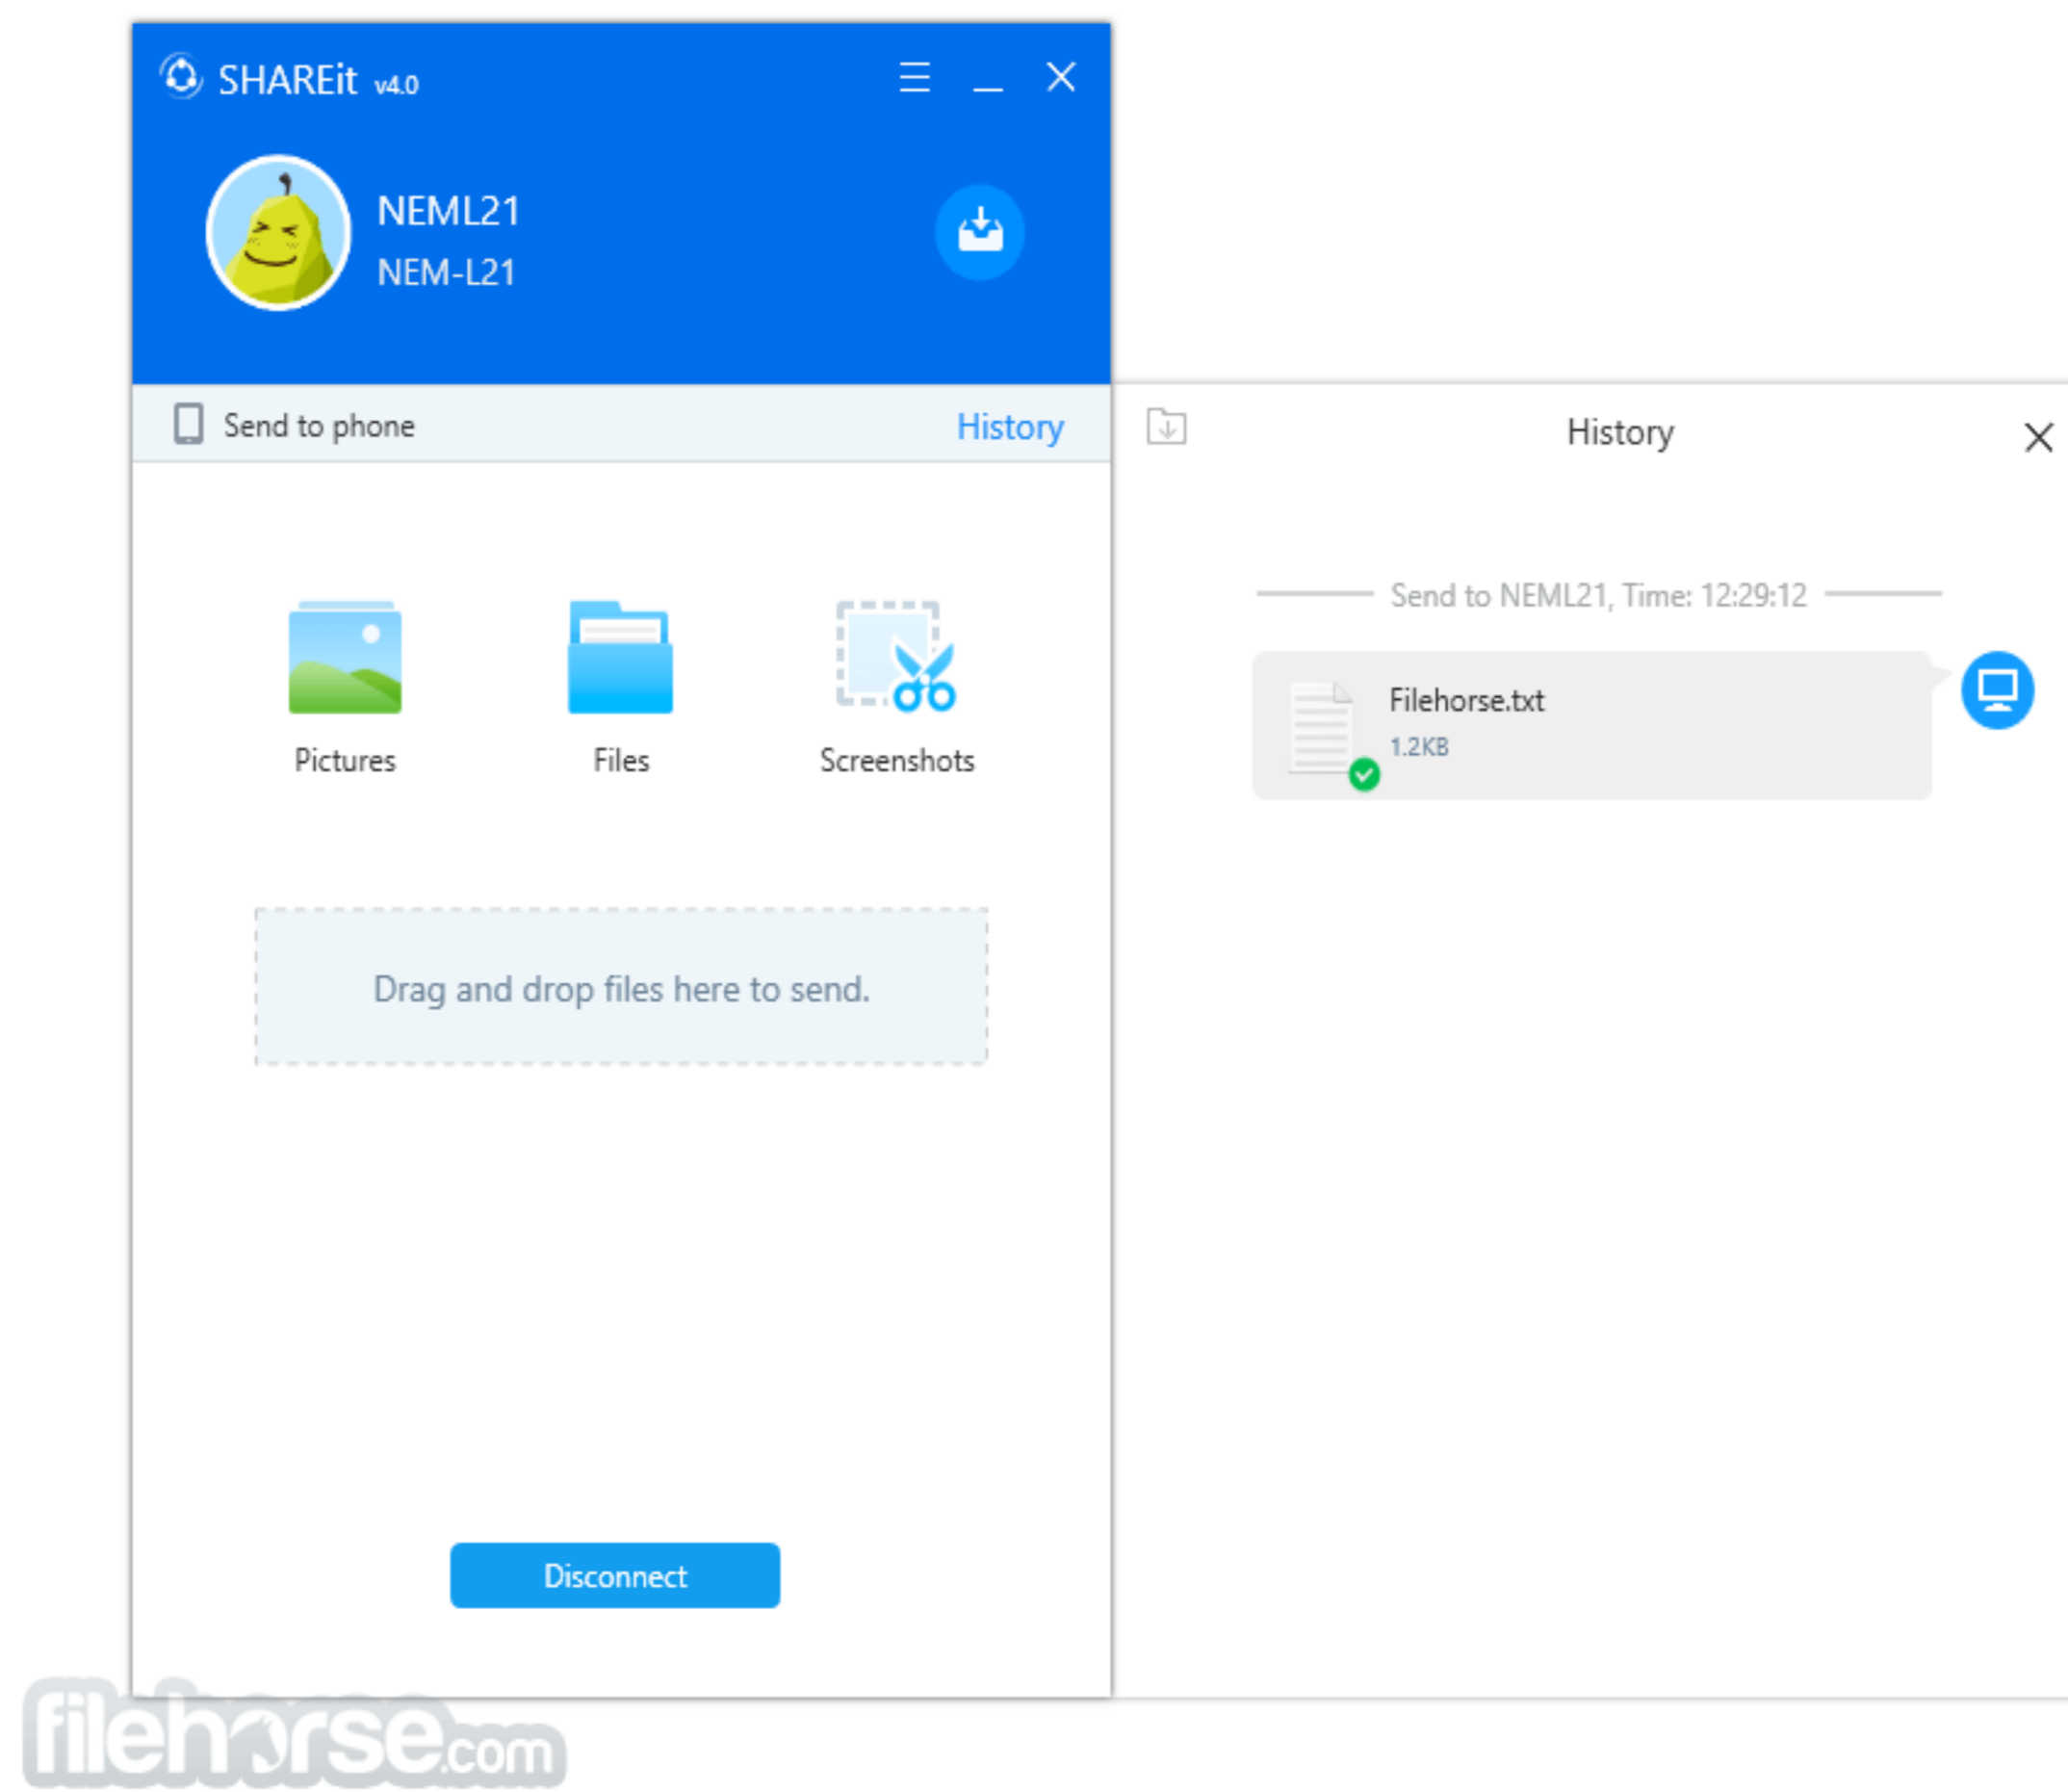 SHAREit v4.0
NEML21
NEM-L21
Send to phone
History
Pictures
Files
Screenshots
Drag and drop files here to send.
Disconnect
History
Send to NEML21, Time: 12:29:12
Filehorse.txt
1.2KB
filehorse.com